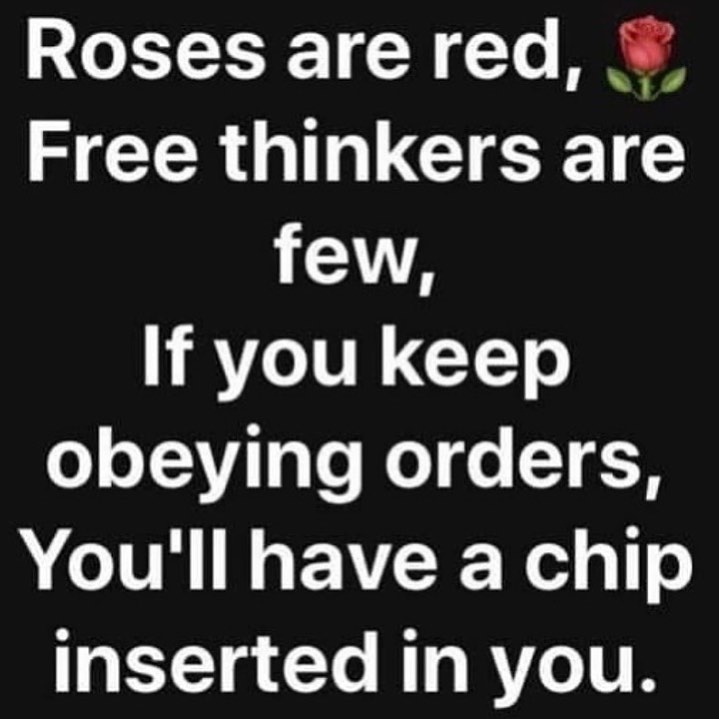 Roses are red, 🌹
Free thinkers are
few,
If you keep
obeying orders,
You'll have a chip
inserted in you.